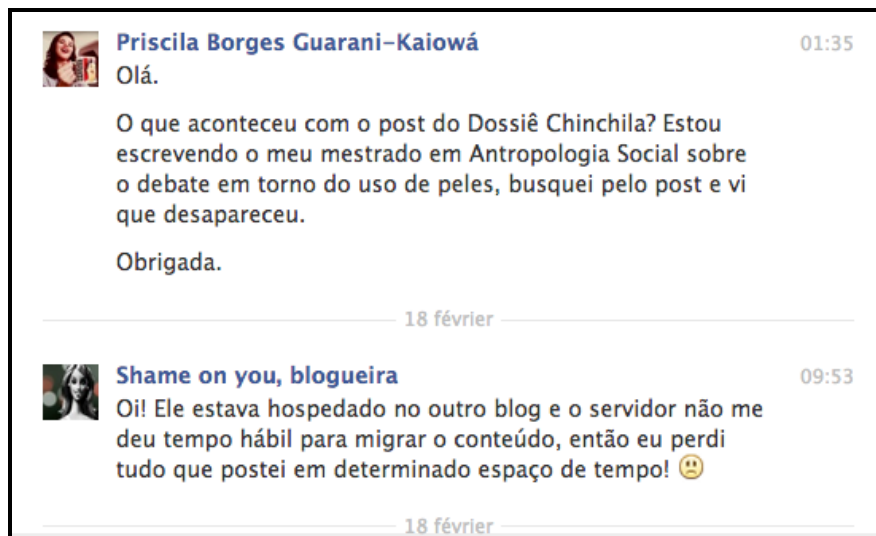 Priscila Borges Guarani-Kaiowá 01:35
Olá.
O que aconteceu com o post do Dossiê Chinchila? Estou
escrevendo o meu mestrado em Antropologia Social sobre
o debate em torno do uso de peles, busquei pelo post e vi
que desapareceu.
Obrigada.
18 février
Shame on you, blogueira 09:53
Oi! Ele estava hospedado no outro blog e o servidor não me
deu tempo hábil para migrar o conteúdo, então eu perdi
tudo que postei em determinado espaço de tempo!
18 février